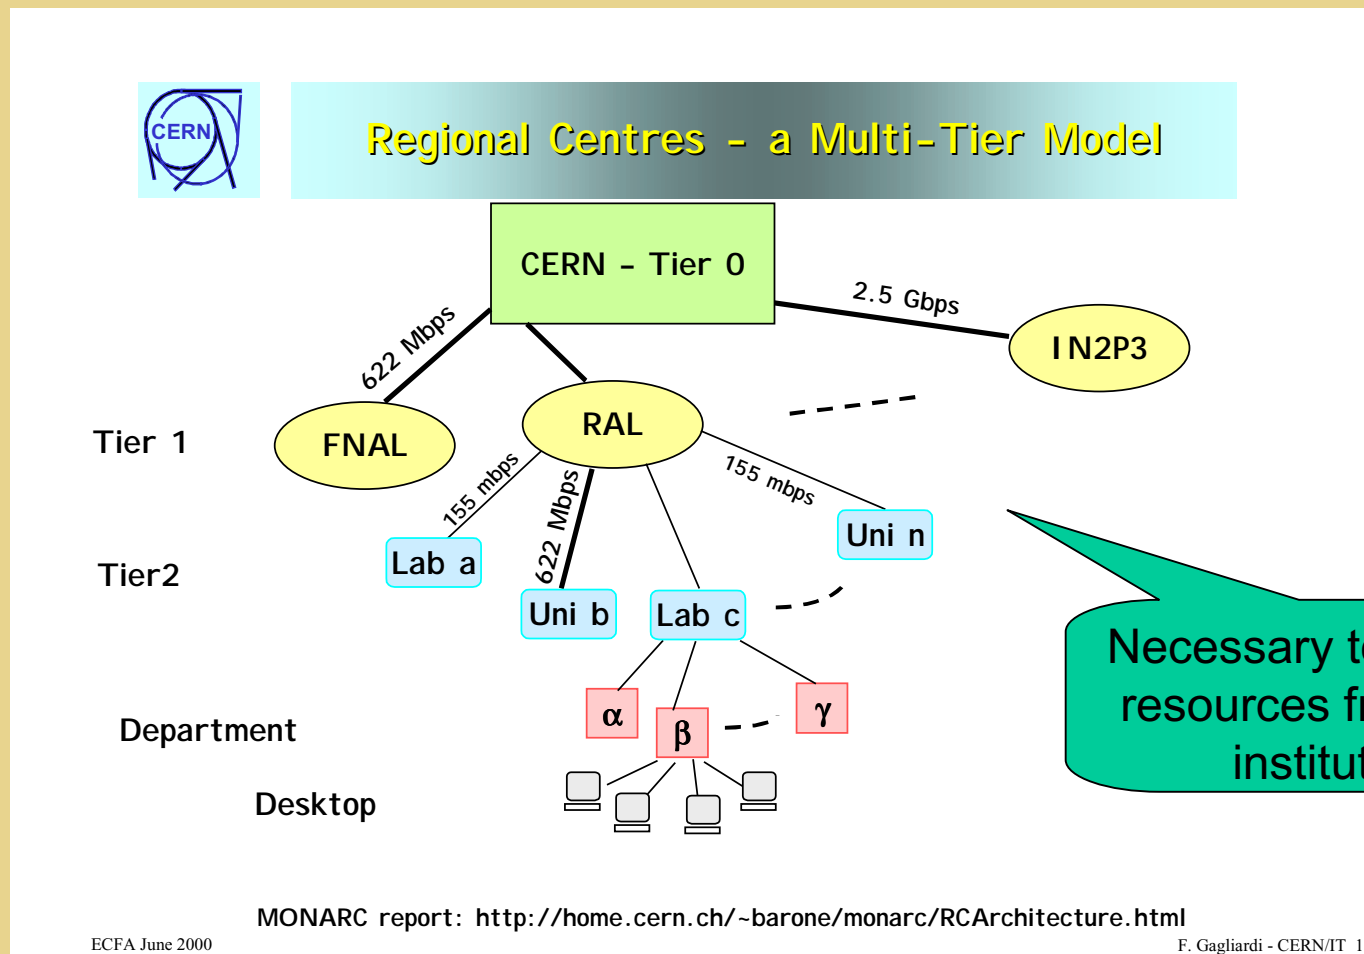 CERN
Regional Centres - a Multi-Tier Model
CERN - Tier 0
622 Mbps
2.5 Gbps
IN2P3
Tier 1
FNAL
RAL
155 mbps
622 Mbps
155 mbps
Uni n
Tier2
Lab a
Uni b
Lab c
Necessary
resources
α
β
γ
Department
Desktop
MONARC report: http://home.cern.ch/~barone/monarc/RCArchitecture.html
ECFA June 2000
F. Gagliardi - CERN/IT 1